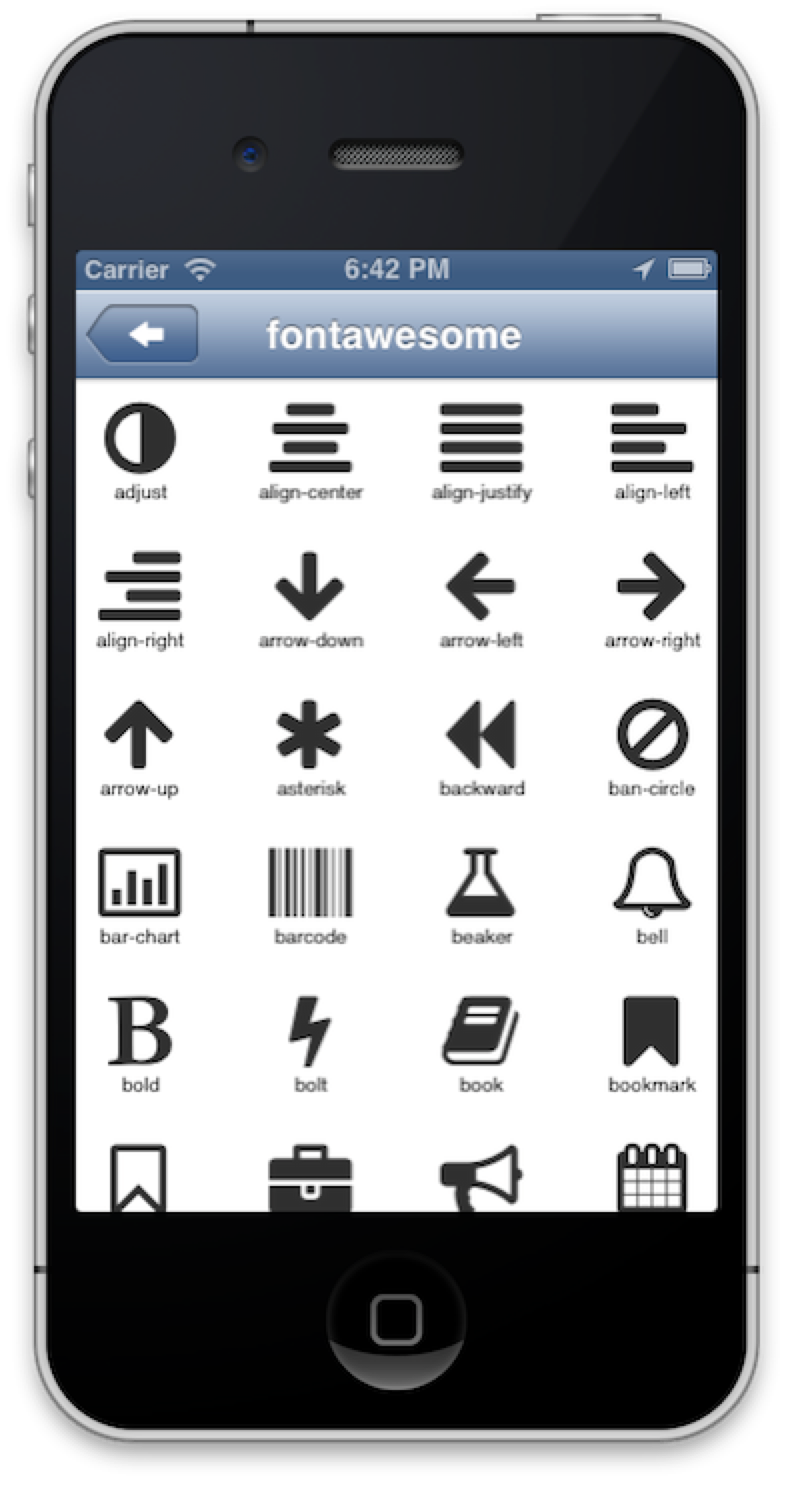 Carrier 6:42 PM
fontawesome
adjust align-center align-justify align-left
align-right arrow-down arrow-left arrow-right
arrow-up asterisk backward ban-circle
bar-chart barcode beaker bell
B
bold bolt book bookmark